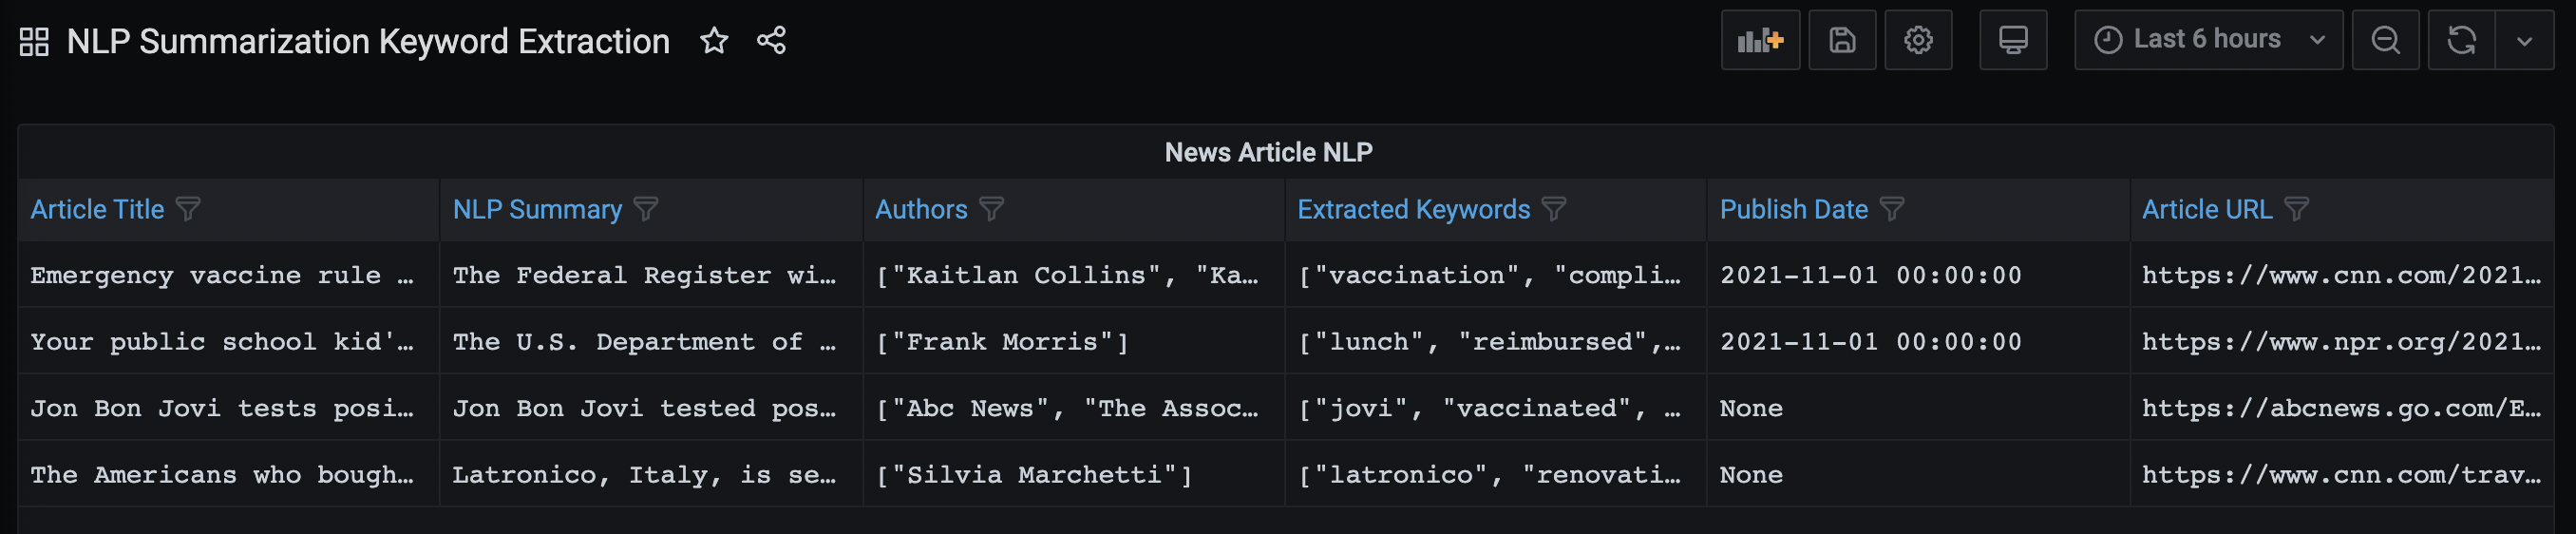 NLP Summarization Keyword Extraction
Last 6 hours
News Article NLP
Article Title NLP Summary Authors Extracted Keywords Publish Date Article URL
Emergency vaccine rule … The Federal Register wi… ["Kaitlan Collins", "Ka… ["vaccination", "compli… 2021-11-01 00:00:00 https://www.cnn.com/2021…
Your public school kid'… The U.S. Department of … ["Frank Morris"] ["lunch", "reimbursed",… 2021-11-01 00:00:00 https://www.npr.org/2021…
Jon Bon Jovi tests posi… Jon Bon Jovi tested pos… ["Abc News", "The Assoc… ["jovi", "vaccinated", … None https://abcnews.go.com/E…
The Americans who bough… Latronico, Italy, is se… ["Silvia Marchetti"] ["latronico", "renovati… None https://www.cnn.com/trav…